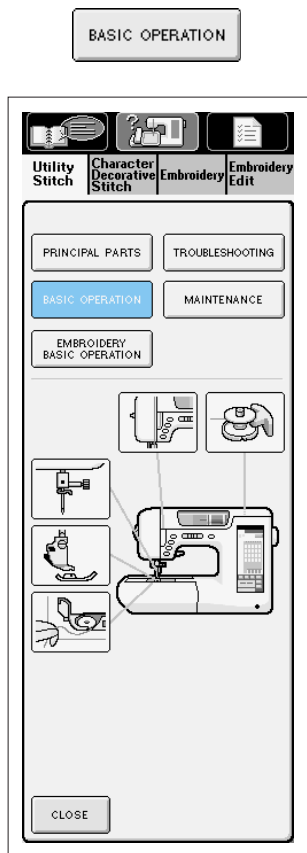 BASIC OPERATION
Utility
Stitch
Character
Decorative
Stitch
Embroidery
Embroidery
Edit
PRINCIPAL PARTS
TROUBLESHOOTING
BASIC OPERATION
MAINTENANCE
EMBROIDERY
BASIC OPERATION
CLOSE